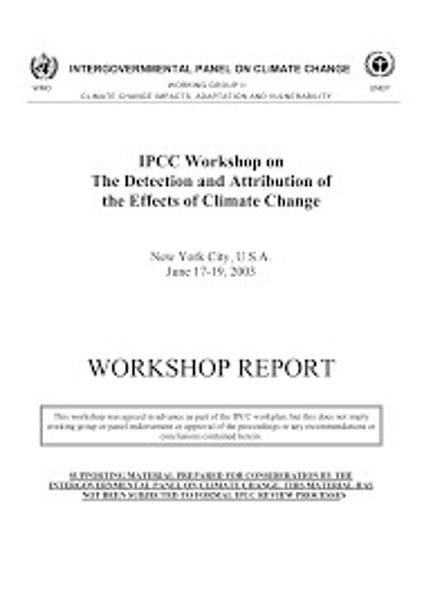 INTERGOVERNMENTAL PANEL ON CLIMATE CHANGE
WMO
WORKING GROUP II
UNEP
CLIMATE CHANGE IMPACTS, ADAPTATION AND VULNERABILITY
IPCC Workshop on
The Detection and Attribution of
the Effects of Climate Change
New York City, U.S.A.
June 17-19, 2003
WORKSHOP REPORT
This workshop was agreed in advance as part of the IPCC workplan, but this does not imply
working group or panel endorsement or approval of the proceedings or any recommendations or
conclusions contained herein.
SUPPORTING MATERIAL PREPARED FOR CONSIDERATION BY THE
INTERGOVERNMENTAL PANEL ON CLIMATE CHANGE. THIS MATERIAL HAS
NOT BEEN SUBJECTED TO FORMAL IPCC REVIEW PROCESSES